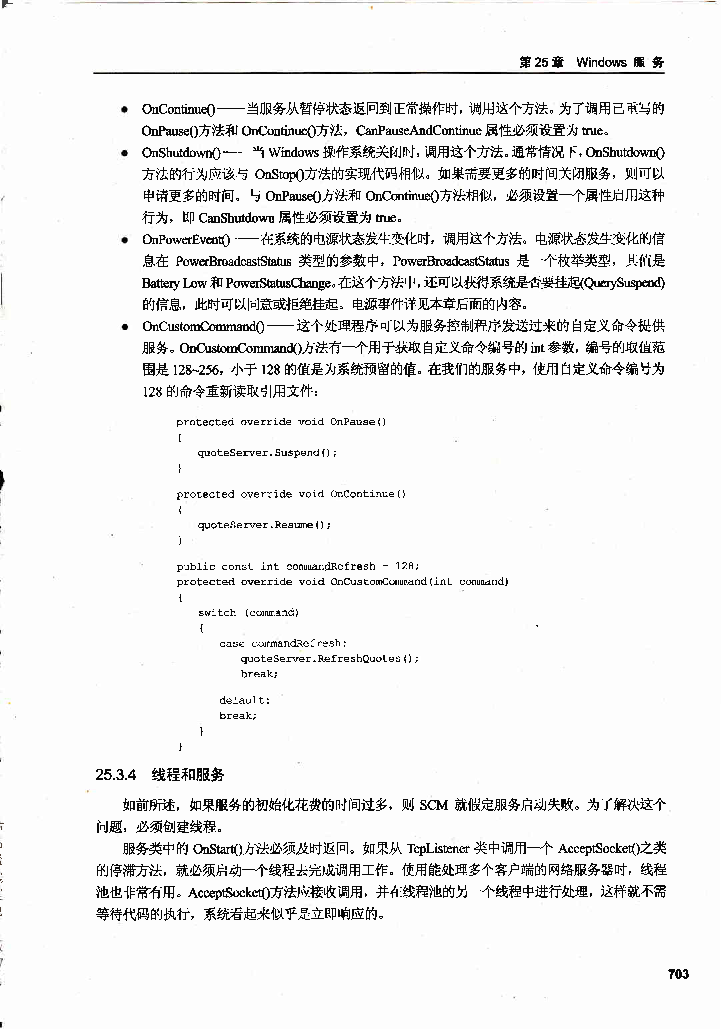 第25章 Windows 服 务
● OnContinue()——当服务从暂停状态返回到正常操作时，调用这个方法。为了调用已重写的
OnPause()方法和 OnContinue()方法，CanPauseAndContinue 属性必须设置为 true。
● OnShutdown()—— 当 Windows 操作系统关闭时，调用这个方法。通常情况下，OnShutdown()
方法的行为应该与 OnStop()方法的实现代码相似。如果需要更多的时间关闭服务，则可以
申请更多的时间。与 OnPause()方法和 OnContinue()方法相似，必须设置一个属性启用这种
行为，即 CanShutdown 属性必须设置为 true。
● OnPowerEvent()——在系统的电源状态发生变化时，调用这个方法。电源状态发生变化的信
息在 PowerBroadcastStatus 类型的参数中，PowerBroadcastStatus 是一个枚举类型，其值是
Battery Low 和 PowerStatusChange。在这个方法中，还可以获得系统是否要挂起(QuerySuspend)
的信息，此时可以同意或拒绝挂起。电源事件详见本章后面的内容。
● OnCustomCommand()——这个处理程序可以为服务控制程序发送过来的自定义命令提供
服务。OnCustomCommand()方法有一个用于获取自定义命令编号的 int 参数，编号的取值范
围是 128~256，小于 128 的值是为系统预留的值。在我们的服务中，使用自定义命令编号为
128 的命令重新读取引用文件：
protected override void OnPause()
{
quoteServer.Suspend();
}
protected override void OnContinue()
{
quoteServer.Resume();
}
public const int commandRefresh = 128;
protected override void OnCustomCommand(int command)
{
switch (command)
{
case commandRefresh:
quoteServer.RefreshQuotes();
break;
default:
break;
}
}
25.3.4 线程和服务
如前所述，如果服务的初始化花费的时间过多，则 SCM 就假定服务启动失败。为了解决这个
问题，必须创建线程。
服务类中的 OnStart()方法必须及时返回。如果从 TcpListener 类中调用一个 AcceptSocket()之类
的停滞方法，就必须启动一个线程去完成调用工作。使用能处理多个客户端的网络服务器时，线程
池也非常有用。AcceptSocket()方法应接收调用，并在线程池的另一个线程中进行处理，这样就不需
等待代码的执行，系统看起来似乎是立即响应的。
703